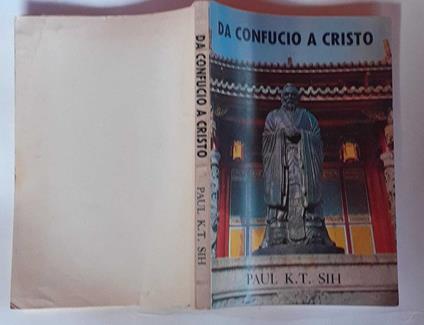 DA CONFUCIO A CRISTO
PAUL K.T. SIH
DA CONFUCIO A CRISTO
PAUL K.T. SIH